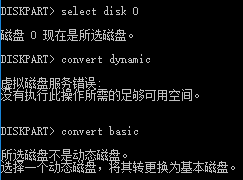 DISKPART> select disk 0
磁盘 0 现在是所选磁盘。
DISKPART> convert dynamic
虚拟磁盘服务错误:
没有执行此操作所需的足够可用空间。
DISKPART> convert basic
所选磁盘不是动态磁盘。
选择一个动态磁盘，将其转更换为基本磁盘。